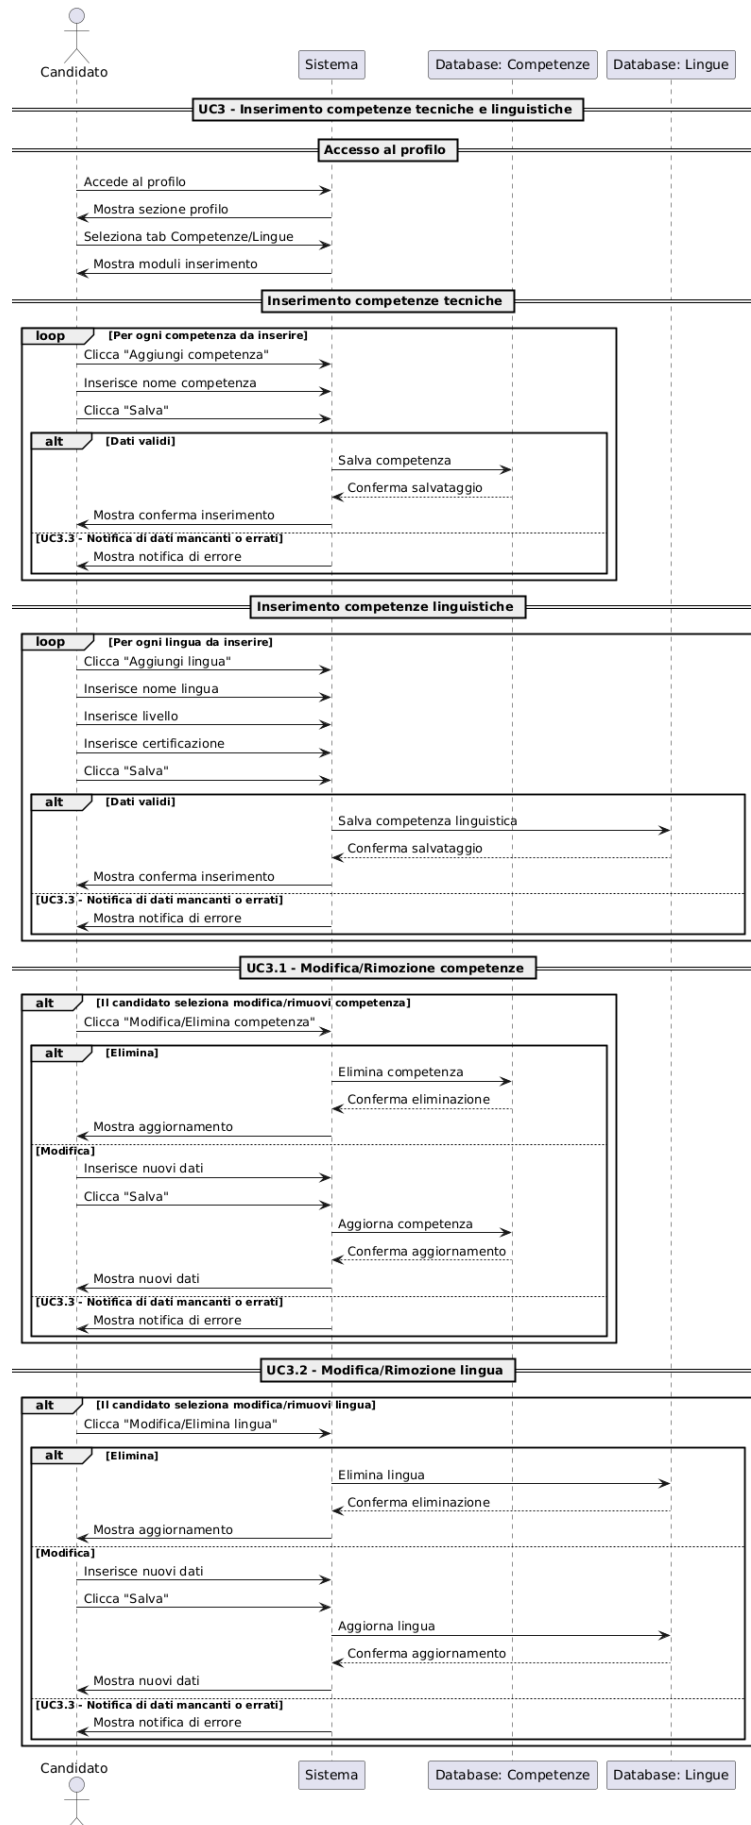 Candidato
Sistema
Database: Competenze
Database: Lingue
UC3 - Inserimento competenze tecniche e linguistiche
Accesso al profilo
Accede al profilo
Mostra sezione profilo
Seleziona tab Competenze/Lingue
Mostra moduli inserimento
Inserimento competenze tecniche
loop [Per ogni competenza da inserire]
Clicca "Aggiungi competenza"
Inserisce nome competenza
Clicca "Salva"
alt [Dati validi]
Salva competenza
Conferma salvataggio
Mostra conferma inserimento
[UC3.3 - Notifica di dati mancanti o errati]
Mostra notifica di errore
Inserimento competenze linguistiche
loop [Per ogni lingua da inserire]
Clicca "Aggiungi lingua"
Inserisce nome lingua
Inserisce livello
Inserisce certificazione
Clicca "Salva"
alt [Dati validi]
Salva competenza linguistica
Conferma salvataggio
Mostra conferma inserimento
[UC3.3 - Notifica di dati mancanti o errati]
Mostra notifica di errore
UC3.1 - Modifica/Rimozione competenze
alt [Il candidato seleziona modifica/rimuovi competenza]
Clicca "Modifica/Elimina competenza"
alt [Elimina]
Elimina competenza
Conferma eliminazione
Mostra aggiornamento
[Modifica]
Inserisce nuovi dati
Clicca "Salva"
Aggiorna competenza
Conferma aggiornamento
Mostra nuovi dati
[UC3.3 - Notifica di dati mancanti o errati]
Mostra notifica di errore
UC3.2 - Modifica/Rimozione lingua
alt [Il candidato seleziona modifica/rimuovi lingua]
Clicca "Modifica/Elimina lingua"
alt [Elimina]
Elimina lingua
Conferma eliminazione
Mostra aggiornamento
[Modifica]
Inserisce nuovi dati
Clicca "Salva"
Aggiorna lingua
Conferma aggiornamento
Mostra nuovi dati
[UC3.3 - Notifica di dati mancanti o errati]
Mostra notifica di errore
Candidato
Sistema
Database: Competenze
Database: Lingue